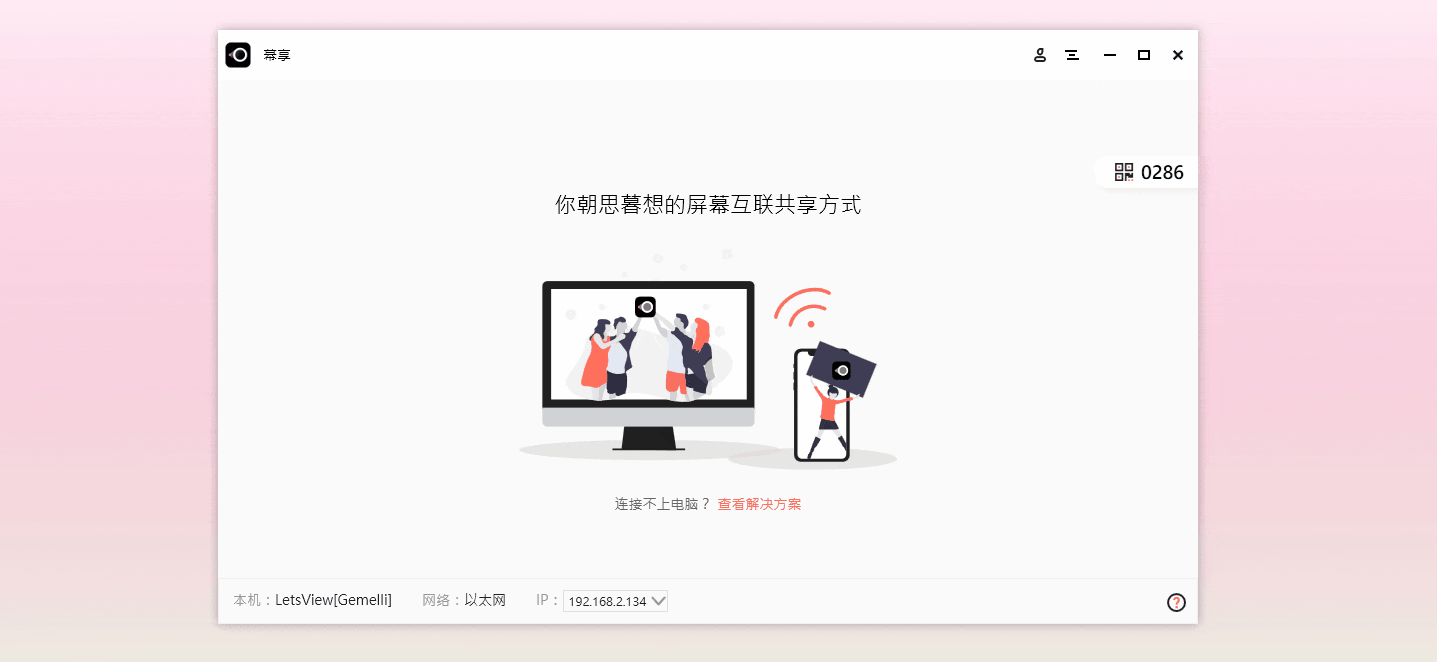 幕享
0286
你朝思暮想的屏幕互联共享方式
连接不上电脑？ 查看解决方案
本机：LetsView[Gemelli] 网络：以太网 IP： 192.168.2.134
?